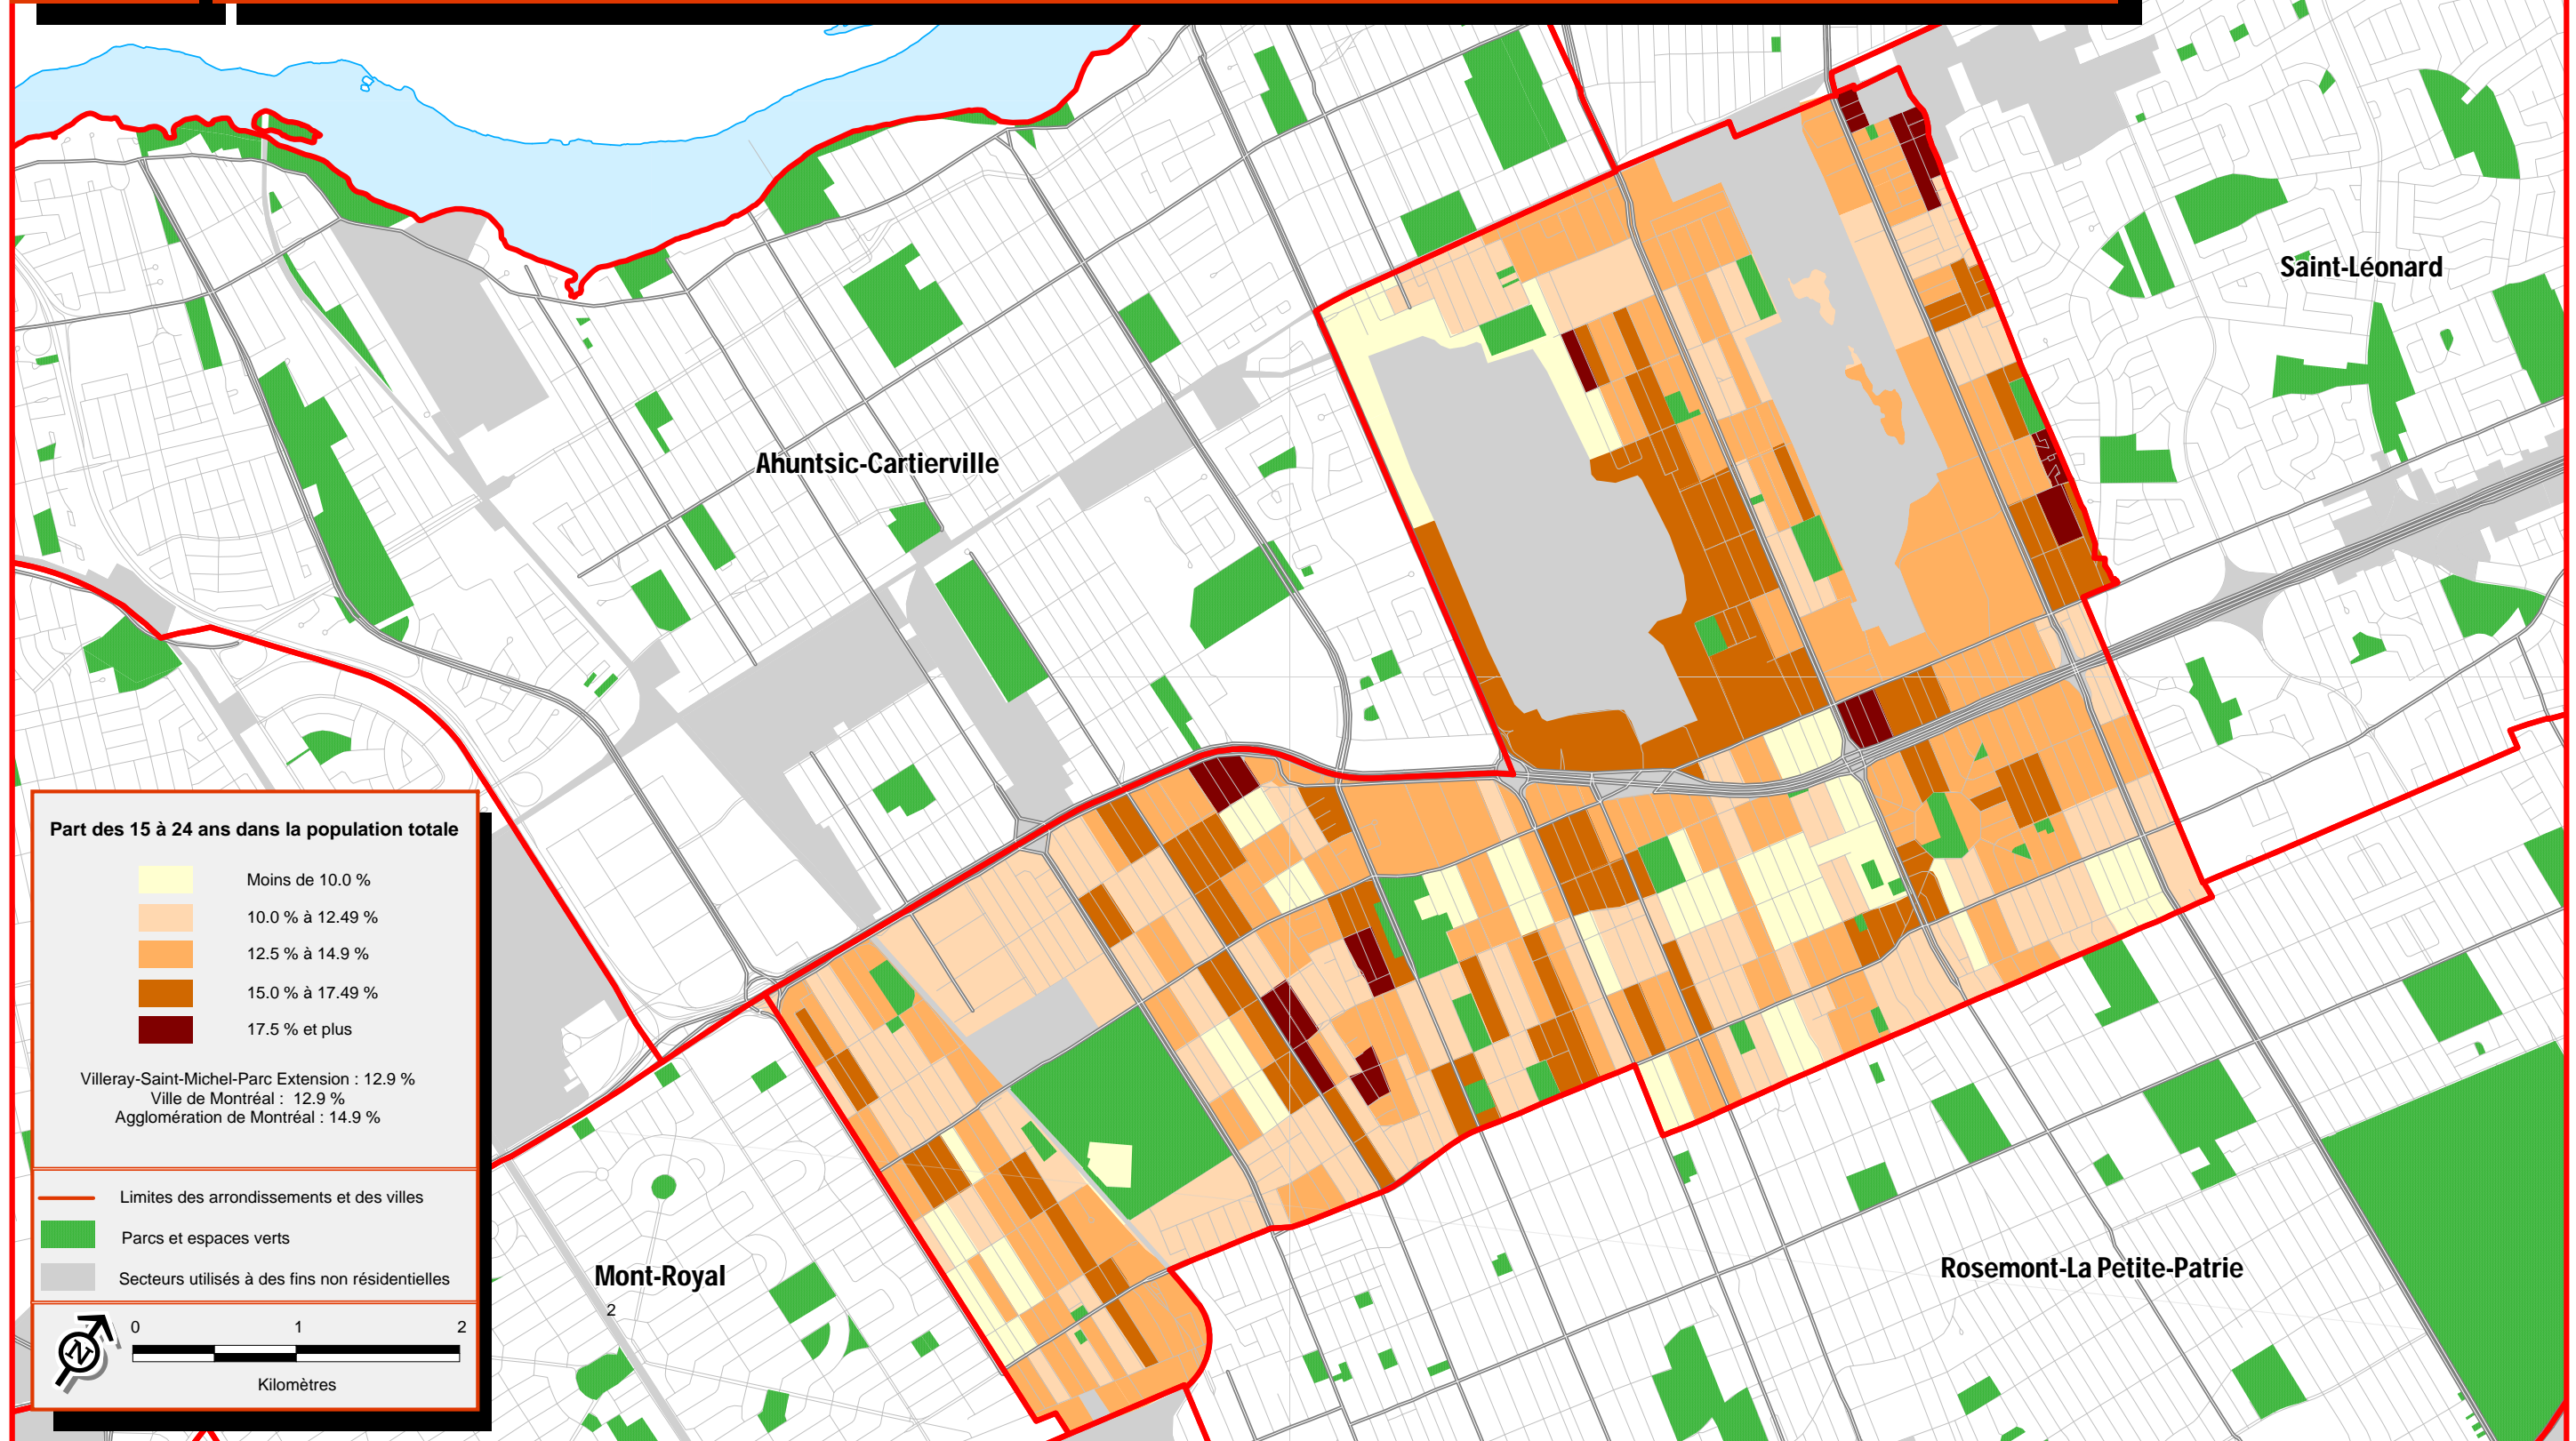 Saint-Léonard
Ahuntsic-Cartierville
Mont-Royal
2
Rosemont-La Petite-Patrie
Part des 15 à 24 ans dans la population totale
Moins de 10.0 %
10.0 % à 12.49 %
12.5 % à 14.9 %
15.0 % à 17.49 %
17.5 % et plus
Villeray-Saint-Michel-Parc Extension : 12.9 %
Ville de Montréal : 12.9 %
Agglomération de Montréal : 14.9 %
Limites des arrondissements et des villes
Parcs et espaces verts
Secteurs utilisés à des fins non résidentielles
N
0 1 2
Kilomètres